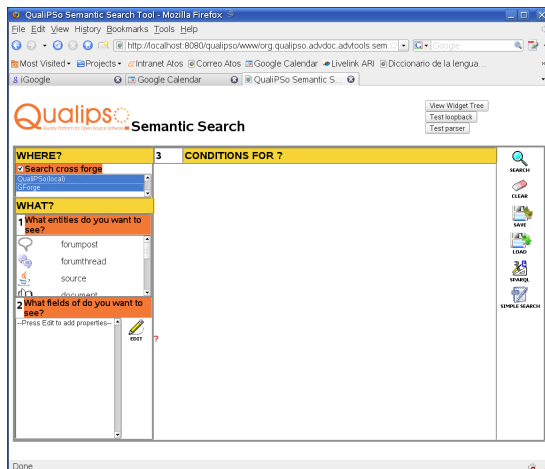 QualiPSo Semantic Search Tool - Mozilla Firefox
File Edit View History Bookmarks Tools Help
http://localhost:8080/qualipso/www/org.qualipso.advdoc.advtools.sem Google
Most Visited Projects Intranet Atos Correo Atos Google Calendar Livelink ARI Diccionario de la lengua...
iGoogle Google Calendar QualiPSo Semantic S...
Qualipso Semantic Search
View Widget Tree
Test loopback
Test parser
WHERE?
Search cross forge
QualiPSo(local)
GForge
WHAT?
1 What entities do you want to
see?
forumpost
forumthread
source
document
2 What fields of do you want to
see?
--Press Edit to add properties--
EDIT
3 CONDITIONS FOR ?
?
SEARCH
CLEAR
SAVE
LOAD
SPARQL
SIMPLE SEARCH
Done